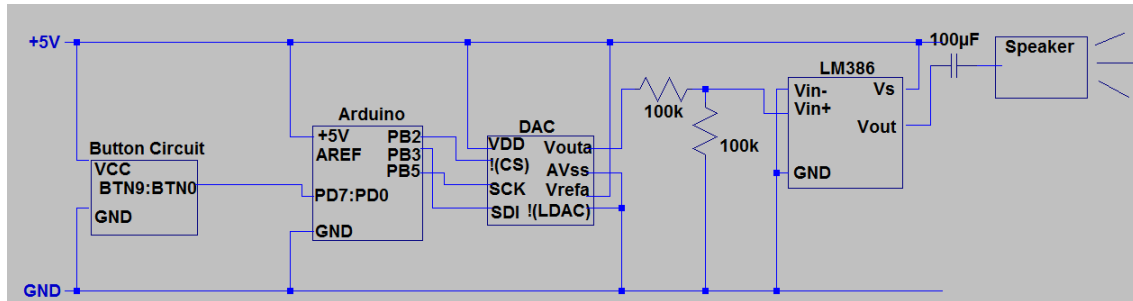 +5V
100µF
Speaker
LM386
Vin-
Vs
Vin+
Vout
GND
100k
100k
Arduino
+5V
PB2
AREF
PB3
PB5
PD7:PD0
GND
DAC
VDD
Vouta
!(CS)
AVss
SCK
Vrefa
SDI
!(LDAC)
Button Circuit
VCC
BTN9:BTN0
GND
GND